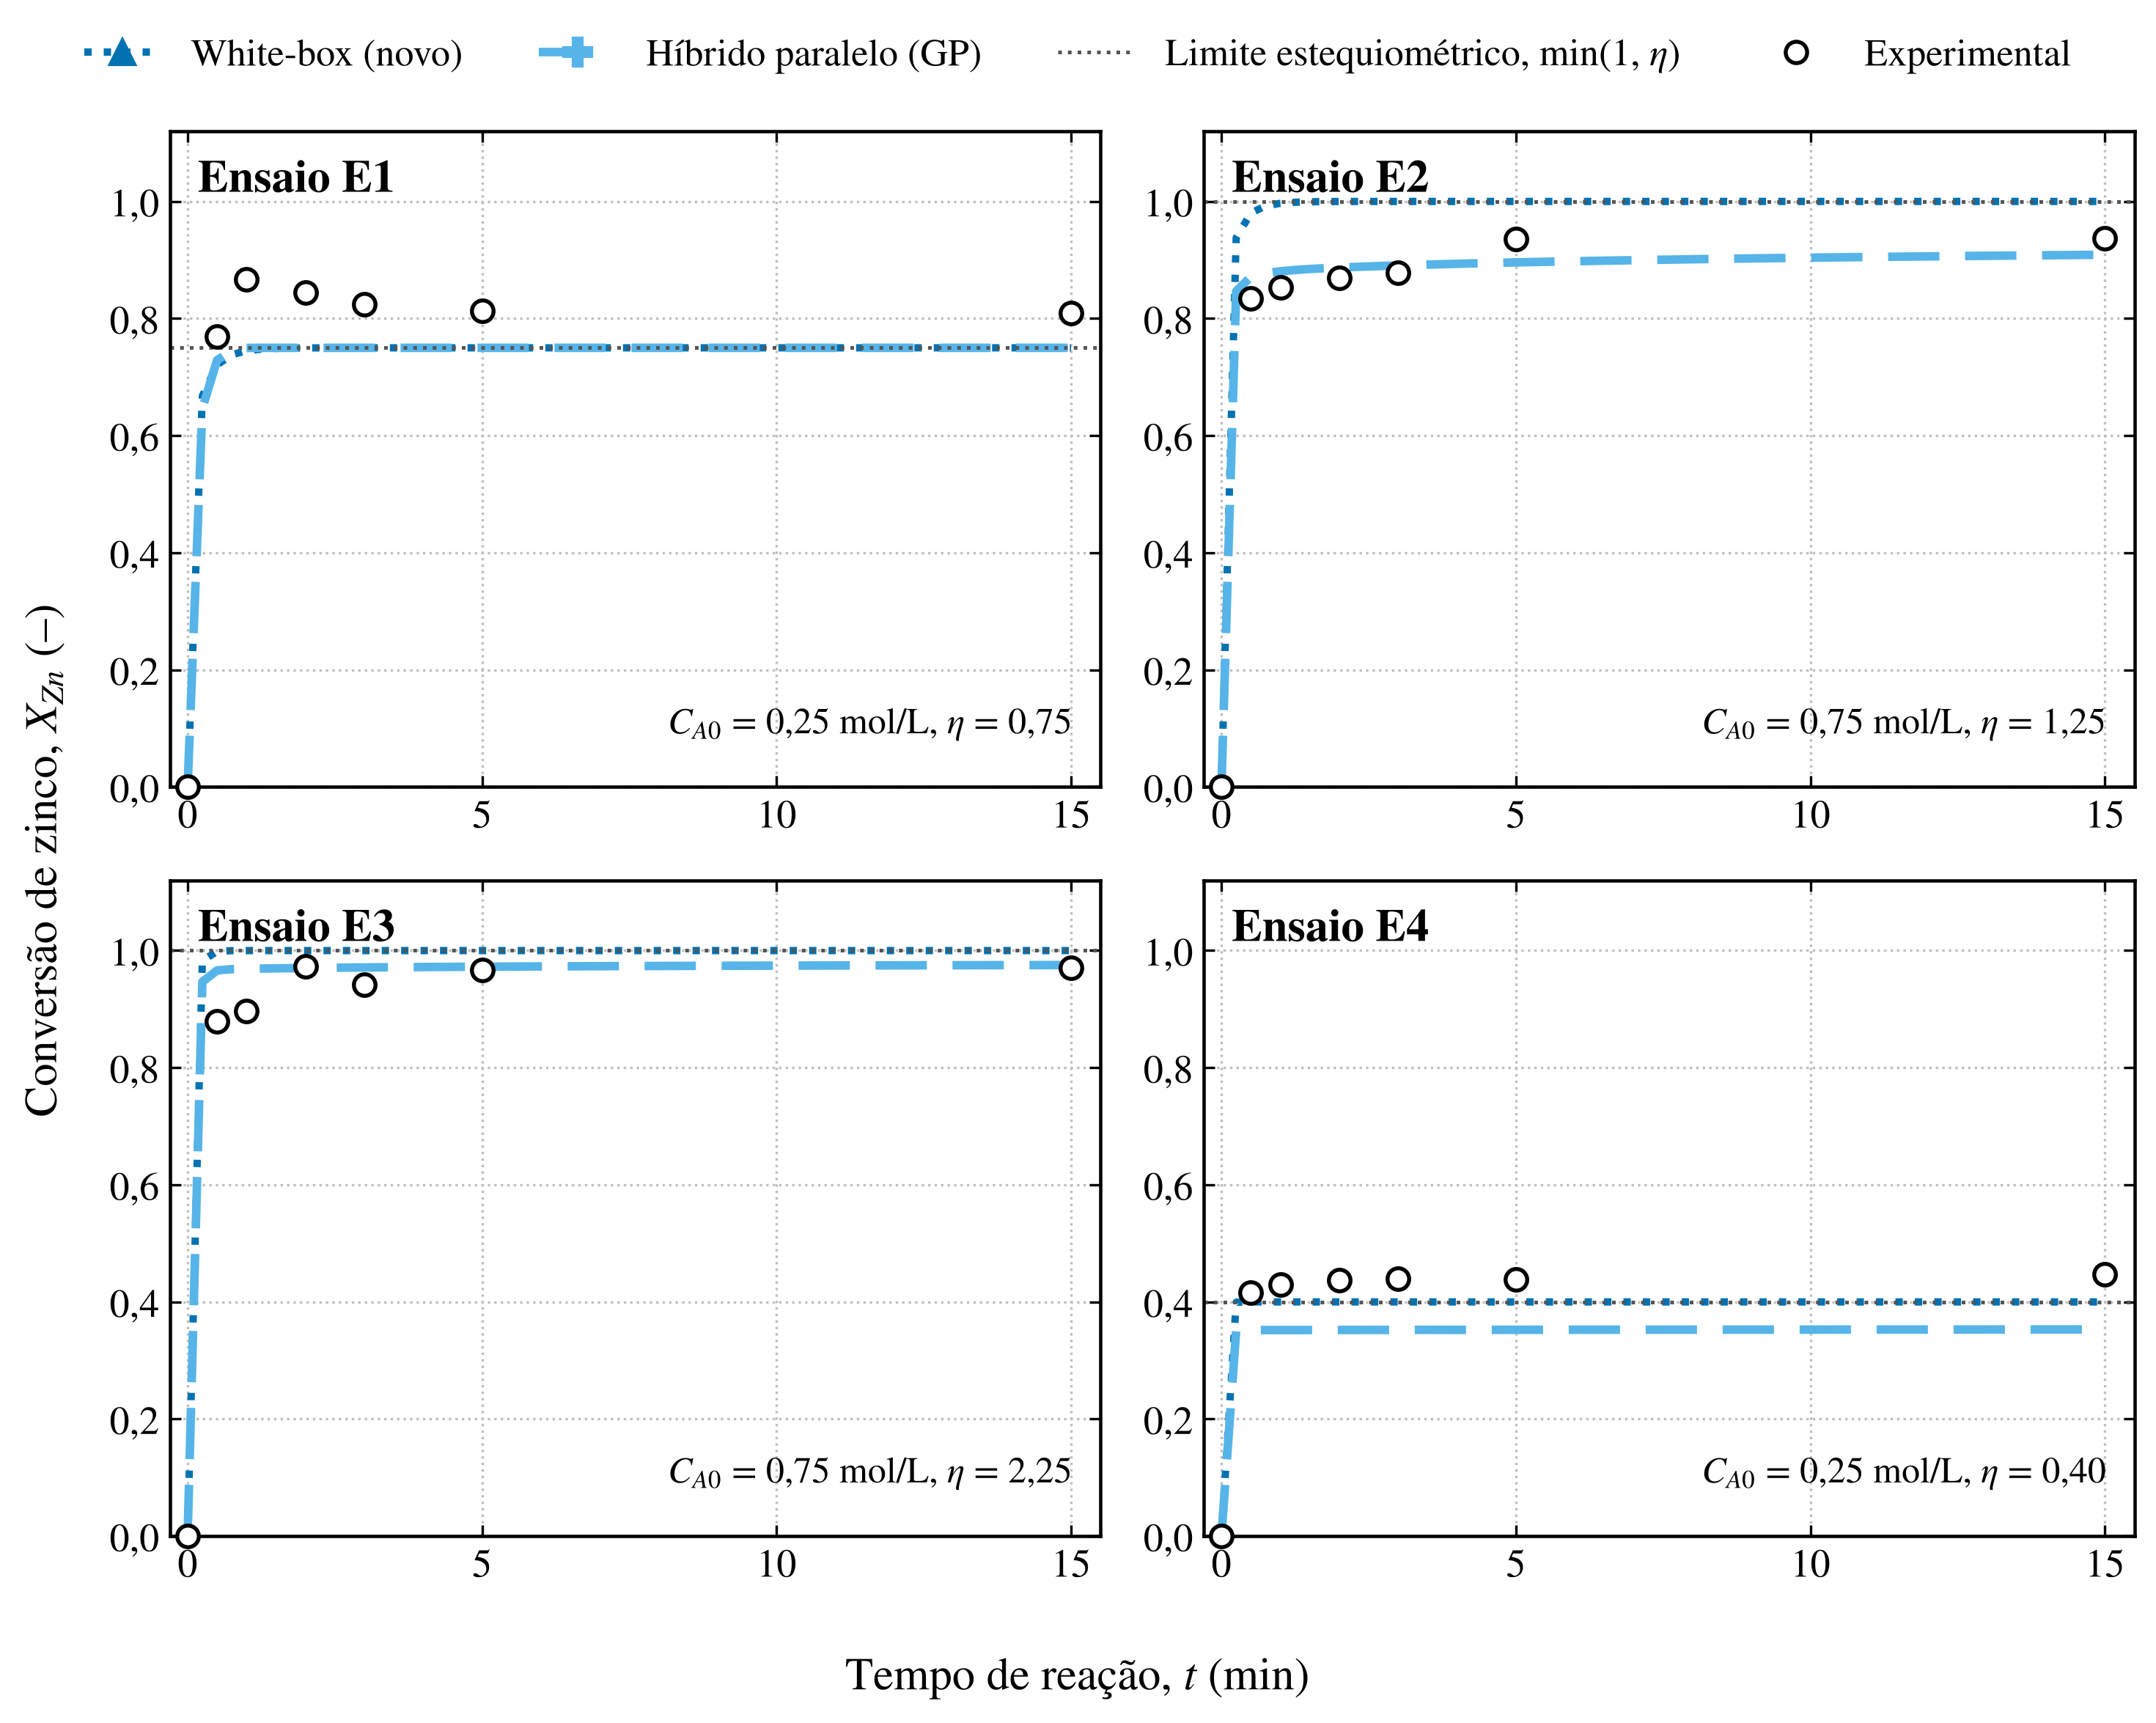 White-box (novo) Híbrido paralelo (GP) Limite estequiométrico, min(1, η) Experimental
Conversão de zinco, X_Zn (−)
Ensaio E1
1,0
0,8
0,6
0,4
0,2
0,0
C_A0 = 0,25 mol/L, η = 0,75
0 5 10 15
Ensaio E2
1,0
0,8
0,6
0,4
0,2
0,0
C_A0 = 0,75 mol/L, η = 1,25
0 5 10 15
Ensaio E3
1,0
0,8
0,6
0,4
0,2
0,0
C_A0 = 0,75 mol/L, η = 2,25
0 5 10 15
Ensaio E4
1,0
0,8
0,6
0,4
0,2
0,0
C_A0 = 0,25 mol/L, η = 0,40
0 5 10 15
Tempo de reação, t (min)